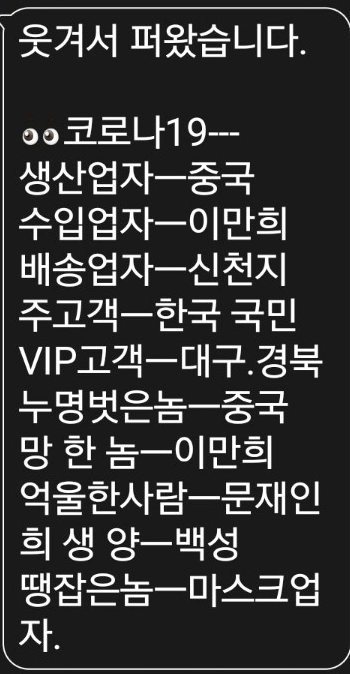 웃겨서 퍼왔습니다.
👀코로나19---
생산업자ㅡ중국
수입업자ㅡ이만희
배송업자ㅡ신천지
주고객ㅡ한국 국민
VIP고객ㅡ대구.경북
누명벗은놈ㅡ중국
망 한 놈ㅡ이만희
억울한사람ㅡ문재인
희 생 양ㅡ백성
땡잡은놈ㅡ마스크업
자.